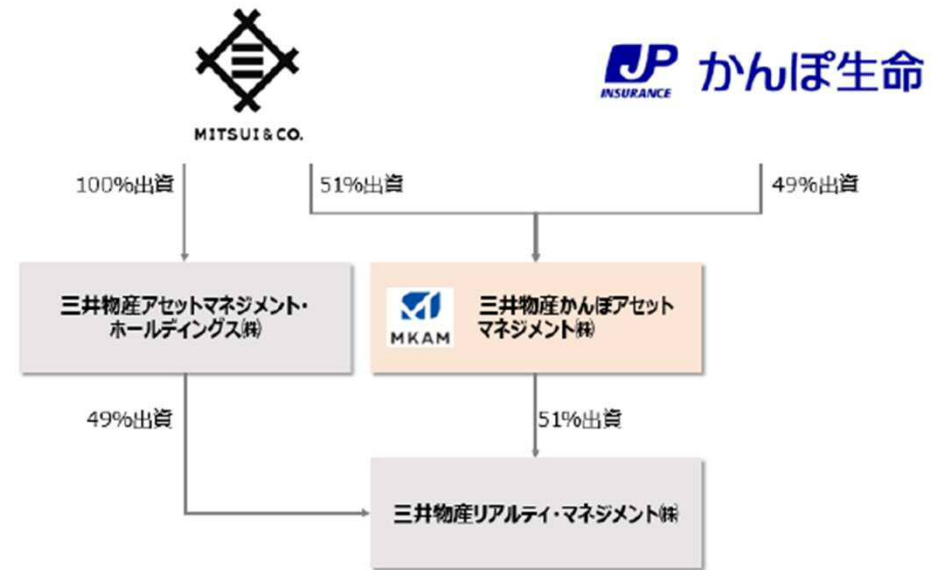 MITSUI & CO.
JP
INSURANCE
かんぽ生命
100%出資
51%出資
49%出資
三井物産アセットマネジメント・
ホールディングス㈱
MKAM
三井物産かんぽアセット
マネジメント㈱
49%出資
51%出資
三井物産リアルティ・マネジメント㈱